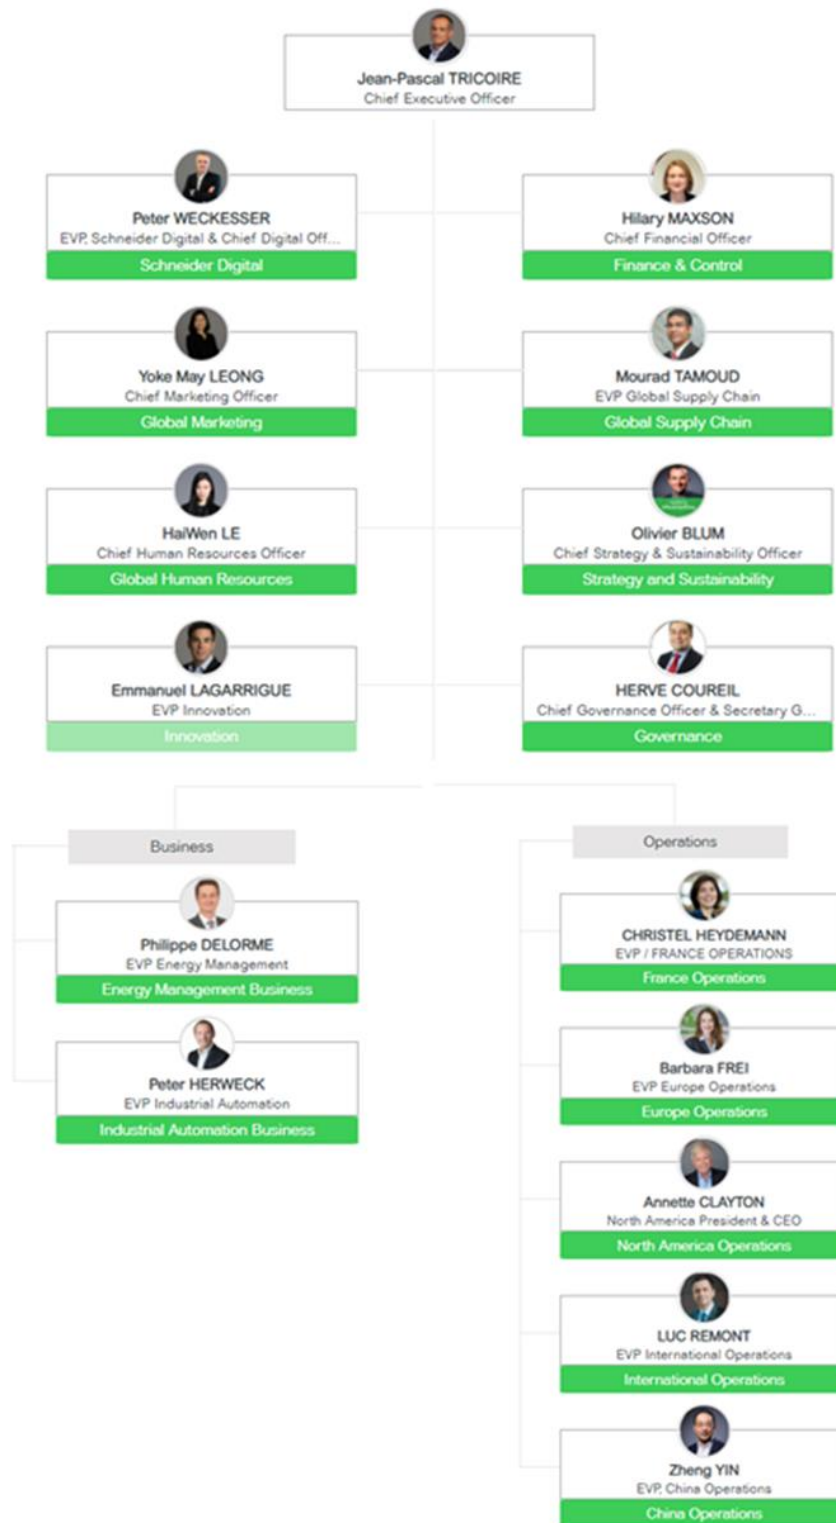 Jean-Pascal TRICOIRE
Chief Executive Officer
Peter WECKESSER
EVP, Schneider Digital & Chief Digital Off...
Schneider Digital
Hilary MAXSON
Chief Financial Officer
Finance & Control
Yoke May LEONG
Chief Marketing Officer
Global Marketing
Mourad TAMOUD
EVP Global Supply Chain
Global Supply Chain
HaiWen LE
Chief Human Resources Officer
Global Human Resources
Olivier BLUM
Chief Strategy & Sustainability Officer
Strategy and Sustainability
Emmanuel LAGARRIGUE
EVP Innovation
Innovation
HERVE COUREIL
Chief Governance Officer & Secretary G...
Governance
Business
Philippe DELORME
EVP Energy Management
Energy Management Business
Peter HERWECK
EVP Industrial Automation
Industrial Automation Business
Operations
CHRISTEL HEYDEMANN
EVP / FRANCE OPERATIONS
France Operations
Barbara FREI
EVP Europe Operations
Europe Operations
Annette CLAYTON
North America President & CEO
North America Operations
LUC REMONT
EVP International Operations
International Operations
Zheng YIN
EVP, China Operations
China Operations